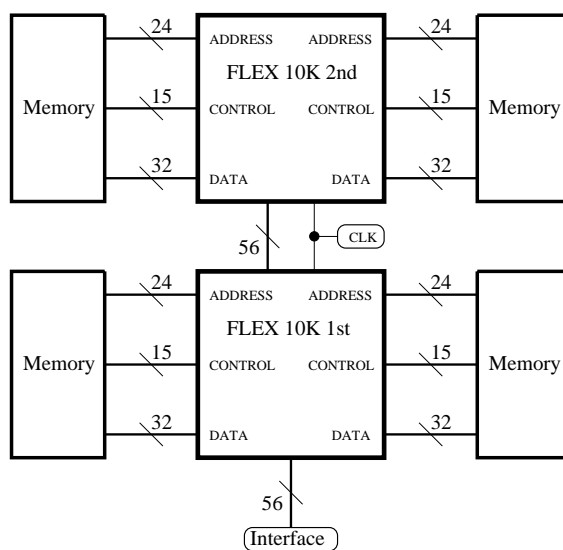 24 ADDRESS ADDRESS 24
FLEX 10K 2nd
Memory 15 CONTROL CONTROL 15 Memory
32 DATA DATA 32
56 CLK
24 ADDRESS ADDRESS 24
FLEX 10K 1st
Memory 15 CONTROL CONTROL 15 Memory
32 DATA DATA 32
56
Interface